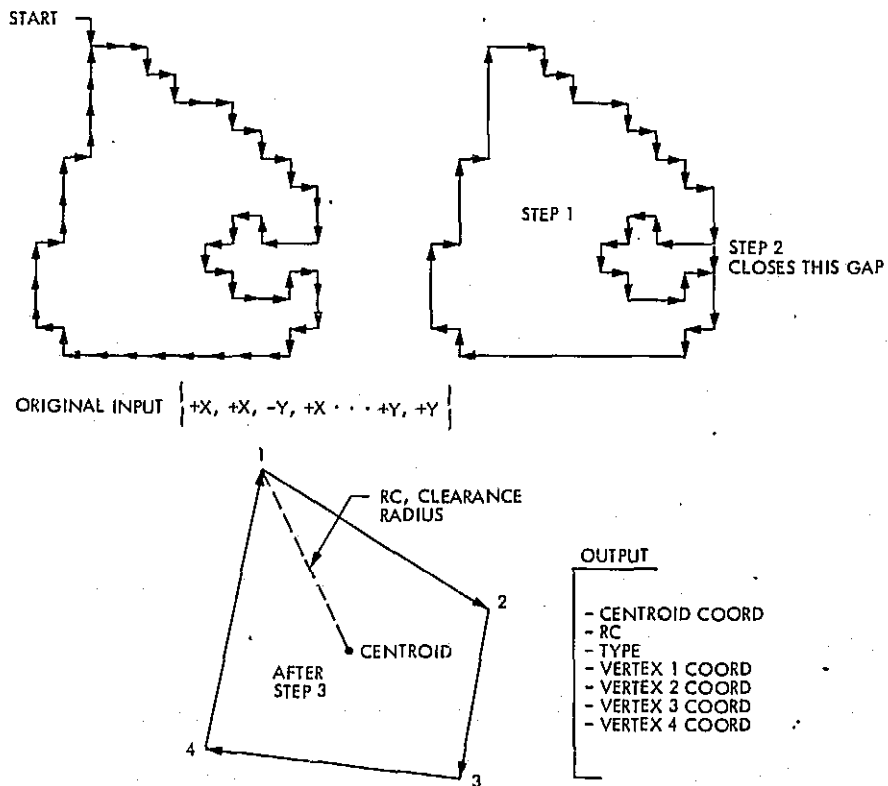 START
STEP 1
STEP 2
CLOSES THIS GAP
ORIGINAL INPUT {+X, +X, -Y, +X · · · +Y, +Y}
1
RC, CLEARANCE
RADIUS
2
CENTROID
AFTER
STEP 3
4
3
OUTPUT
- CENTROID COORD
- RC
- TYPE
- VERTEX 1 COORD
- VERTEX 2 COORD
- VERTEX 3 COORD
- VERTEX 4 COORD